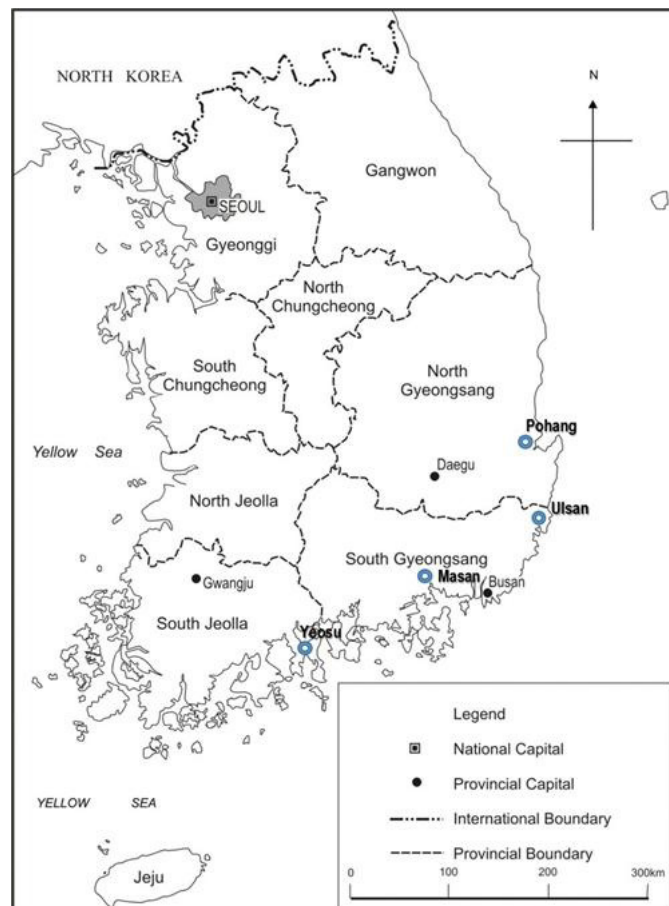 NORTH KOREA
N
Gangwon
SEOUL
Gyeonggi
North
Chungcheong
South
Chungcheong
North
Gyeongsang
Pohang
Yellow Sea
Daegu
Ulsan
North Jeolla
South Gyeongsang
Masan
Busan
Gwangju
South Jeolla
Yeosu
YELLOW SEA
Jeju
Legend
National Capital
Provincial Capital
International Boundary
Provincial Boundary
0 100 200 300km